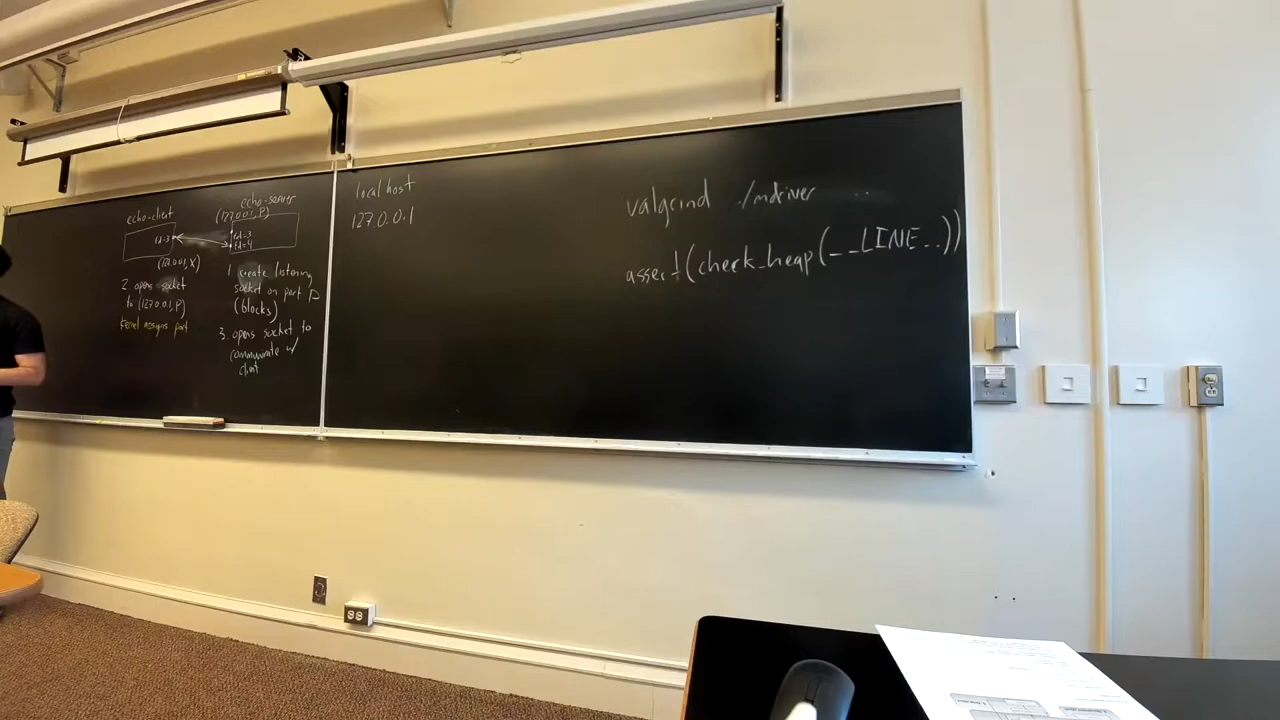 echo-client
fd=3
(127.0.0.1, X)
2 opens socket
to (127.0.0.1, P)
kernel assigns port
echo-server
(127.0.0.1, P)
fd=3
fd=4
1 create listening
socket on port P
(blocks)
3. opens socket to
communicate w/
client
local host
127.0.0.1
valgrind ./mdriver ..
assert(check_heap(__LINE__))